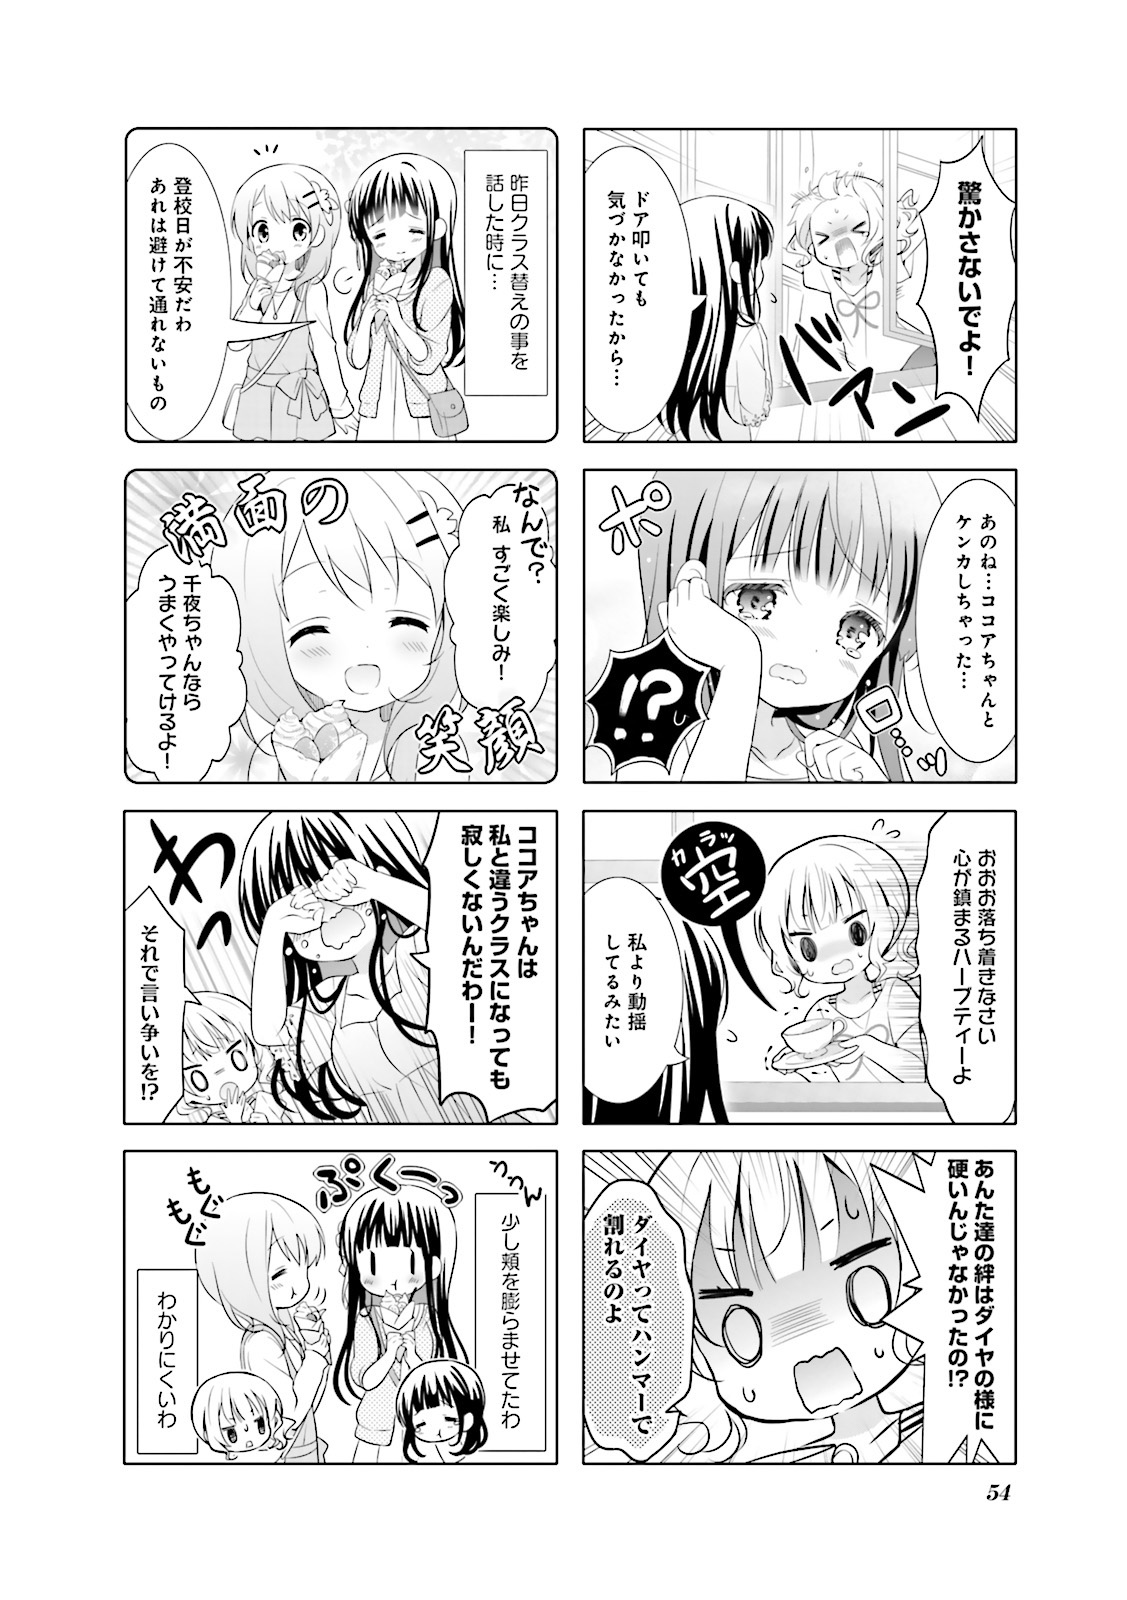 驚かさないでよ！
ドア叩いても
気づかなかったから…
バアン
あのね…ココアちゃんと
ケンカしちゃった…
ポ
ロ…ッ
!?
おおお落ち着きなさい
心が鎮まるハーブティーよ
カラッ
空
私より動揺
してるみたい
あんた達の絆はダイヤの様に
硬いんじゃなかったの!?
ダイヤってハンマーで
割れるのよ
昨日クラス替えの事を
話した時に…
登校日が不安だわ
あれは避けて通れないもの
なんで？
私 すごく楽しみ！
満面の
笑顔
千夜ちゃんなら
うまくやってけるよ！
ココアちゃんは
私と違うクラスになっても
寂しくないんだわー！
わっ
それで言い争いを!?
ううん
少し頬を膨らませてたわ
ぷくーっ
もぐ
もぐ
わかりにくいわ
54